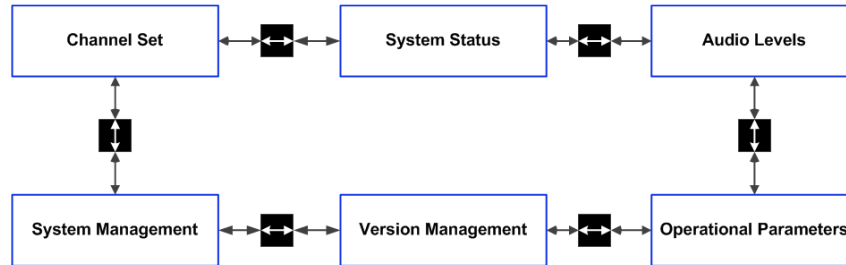 Channel Set
System Status
Audio Levels
System Management
Version Management
Operational Parameters